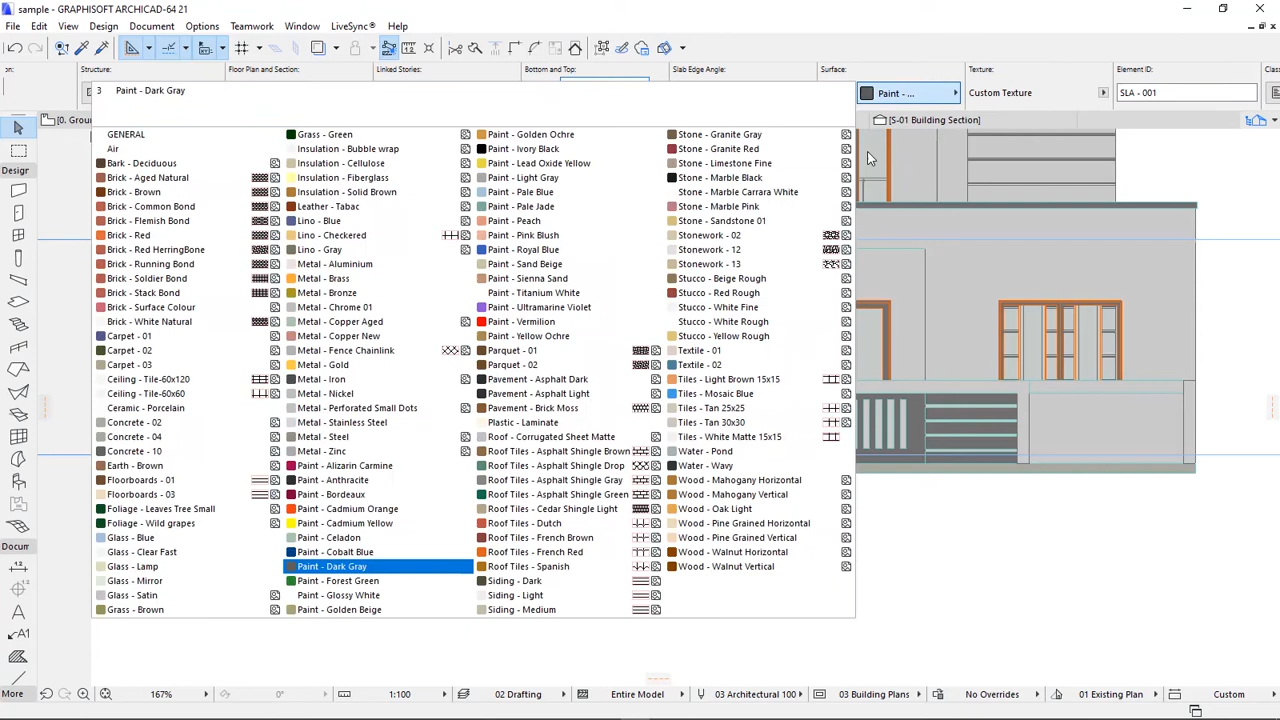 sample - GRAPHISOFT ARCHICAD-64 21
File Edit View Design Document Options Teamwork Window LiveSync® Help
on: Structure: Floor Plan and Section: Linked Stories: Bottom and Top: Slab Edge Angle: Surface: Texture: Element ID: Clas
3 Paint - Dark Gray
Paint - ...
Custom Texture
SLA - 001
[0. Groun
[S-01 Building Section]
GENERAL
Air
Bark - Deciduous
Brick - Aged Natural
Brick - Brown
Brick - Common Bond
Brick - Flemish Bond
Brick - Red
Brick - Red HerringBone
Brick - Running Bond
Brick - Soldier Bond
Brick - Stack Bond
Brick - Surface Colour
Brick - White Natural
Carpet - 01
Carpet - 02
Carpet - 03
Ceiling - Tile-60x120
Ceiling - Tile-60x60
Ceramic - Porcelain
Concrete - 02
Concrete - 04
Concrete - 10
Earth - Brown
Floorboards - 01
Floorboards - 03
Foliage - Leaves Tree Small
Foliage - Wild grapes
Glass - Blue
Glass - Clear Fast
Glass - Lamp
Glass - Mirror
Glass - Satin
Grass - Brown
Grass - Green
Insulation - Bubble wrap
Insulation - Cellulose
Insulation - Fiberglass
Insulation - Solid Brown
Leather - Tabac
Lino - Blue
Lino - Checkered
Lino - Gray
Metal - Aluminium
Metal - Brass
Metal - Bronze
Metal - Chrome 01
Metal - Copper Aged
Metal - Copper New
Metal - Fence Chainlink
Metal - Gold
Metal - Iron
Metal - Nickel
Metal - Perforated Small Dots
Metal - Stainless Steel
Metal - Steel
Metal - Zinc
Paint - Alizarin Carmine
Paint - Anthracite
Paint - Bordeaux
Paint - Cadmium Orange
Paint - Cadmium Yellow
Paint - Celadon
Paint - Cobalt Blue
Paint - Dark Gray
Paint - Forest Green
Paint - Glossy White
Paint - Golden Beige
Paint - Golden Ochre
Paint - Ivory Black
Paint - Lead Oxide Yellow
Paint - Light Gray
Paint - Pale Blue
Paint - Pale Jade
Paint - Peach
Paint - Pink Blush
Paint - Royal Blue
Paint - Sand Beige
Paint - Sienna Sand
Paint - Titanium White
Paint - Ultramarine Violet
Paint - Vermilion
Paint - Yellow Ochre
Parquet - 01
Parquet - 02
Pavement - Asphalt Dark
Pavement - Asphalt Light
Pavement - Brick Moss
Plastic - Laminate
Roof - Corrugated Sheet Matte
Roof Tiles - Asphalt Shingle Brown
Roof Tiles - Asphalt Shingle Drop
Roof Tiles - Asphalt Shingle Gray
Roof Tiles - Asphalt Shingle Green
Roof Tiles - Cedar Shingle Light
Roof Tiles - Dutch
Roof Tiles - French Brown
Roof Tiles - French Red
Roof Tiles - Spanish
Siding - Dark
Siding - Light
Siding - Medium
Stone - Granite Gray
Stone - Granite Red
Stone - Limestone Fine
Stone - Marble Black
Stone - Marble Carrara White
Stone - Marble Pink
Stone - Sandstone 01
Stonework - 02
Stonework - 12
Stonework - 13
Stucco - Beige Rough
Stucco - Red Rough
Stucco - White Fine
Stucco - White Rough
Stucco - Yellow Rough
Textile - 01
Textile - 02
Tiles - Light Brown 15x15
Tiles - Mosaic Blue
Tiles - Tan 25x25
Tiles - Tan 30x30
Tiles - White Matte 15x15
Water - Pond
Water - Wavy
Wood - Mahogany Horizontal
Wood - Mahogany Vertical
Wood - Oak Light
Wood - Pine Grained Horizontal
Wood - Pine Grained Vertical
Wood - Walnut Horizontal
Wood - Walnut Vertical
Design
Docum
1.2
A
A1
More
167% 0° 1:100 02 Drafting Entire Model 03 Architectural 100 03 Building Plans No Overrides 01 Existing Plan Custom